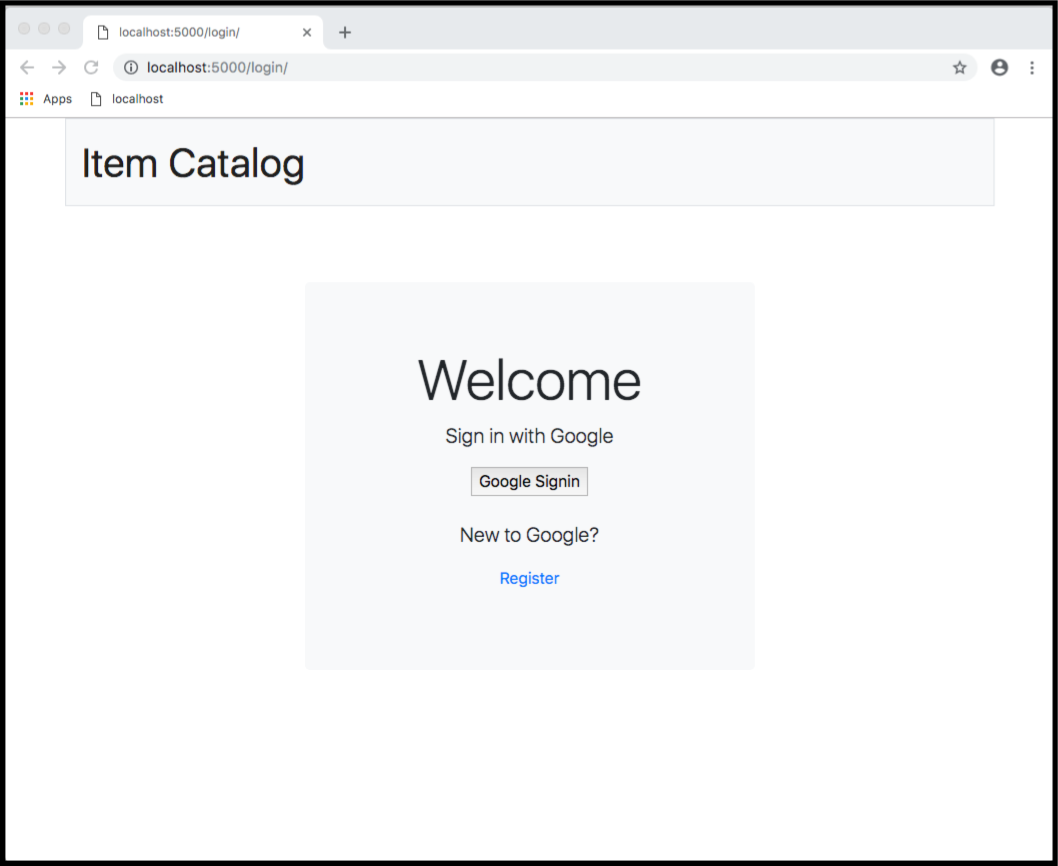 localhost:5000/login/
localhost:5000/login/
Apps localhost
Item Catalog
Welcome
Sign in with Google
Google Signin
New to Google?
Register